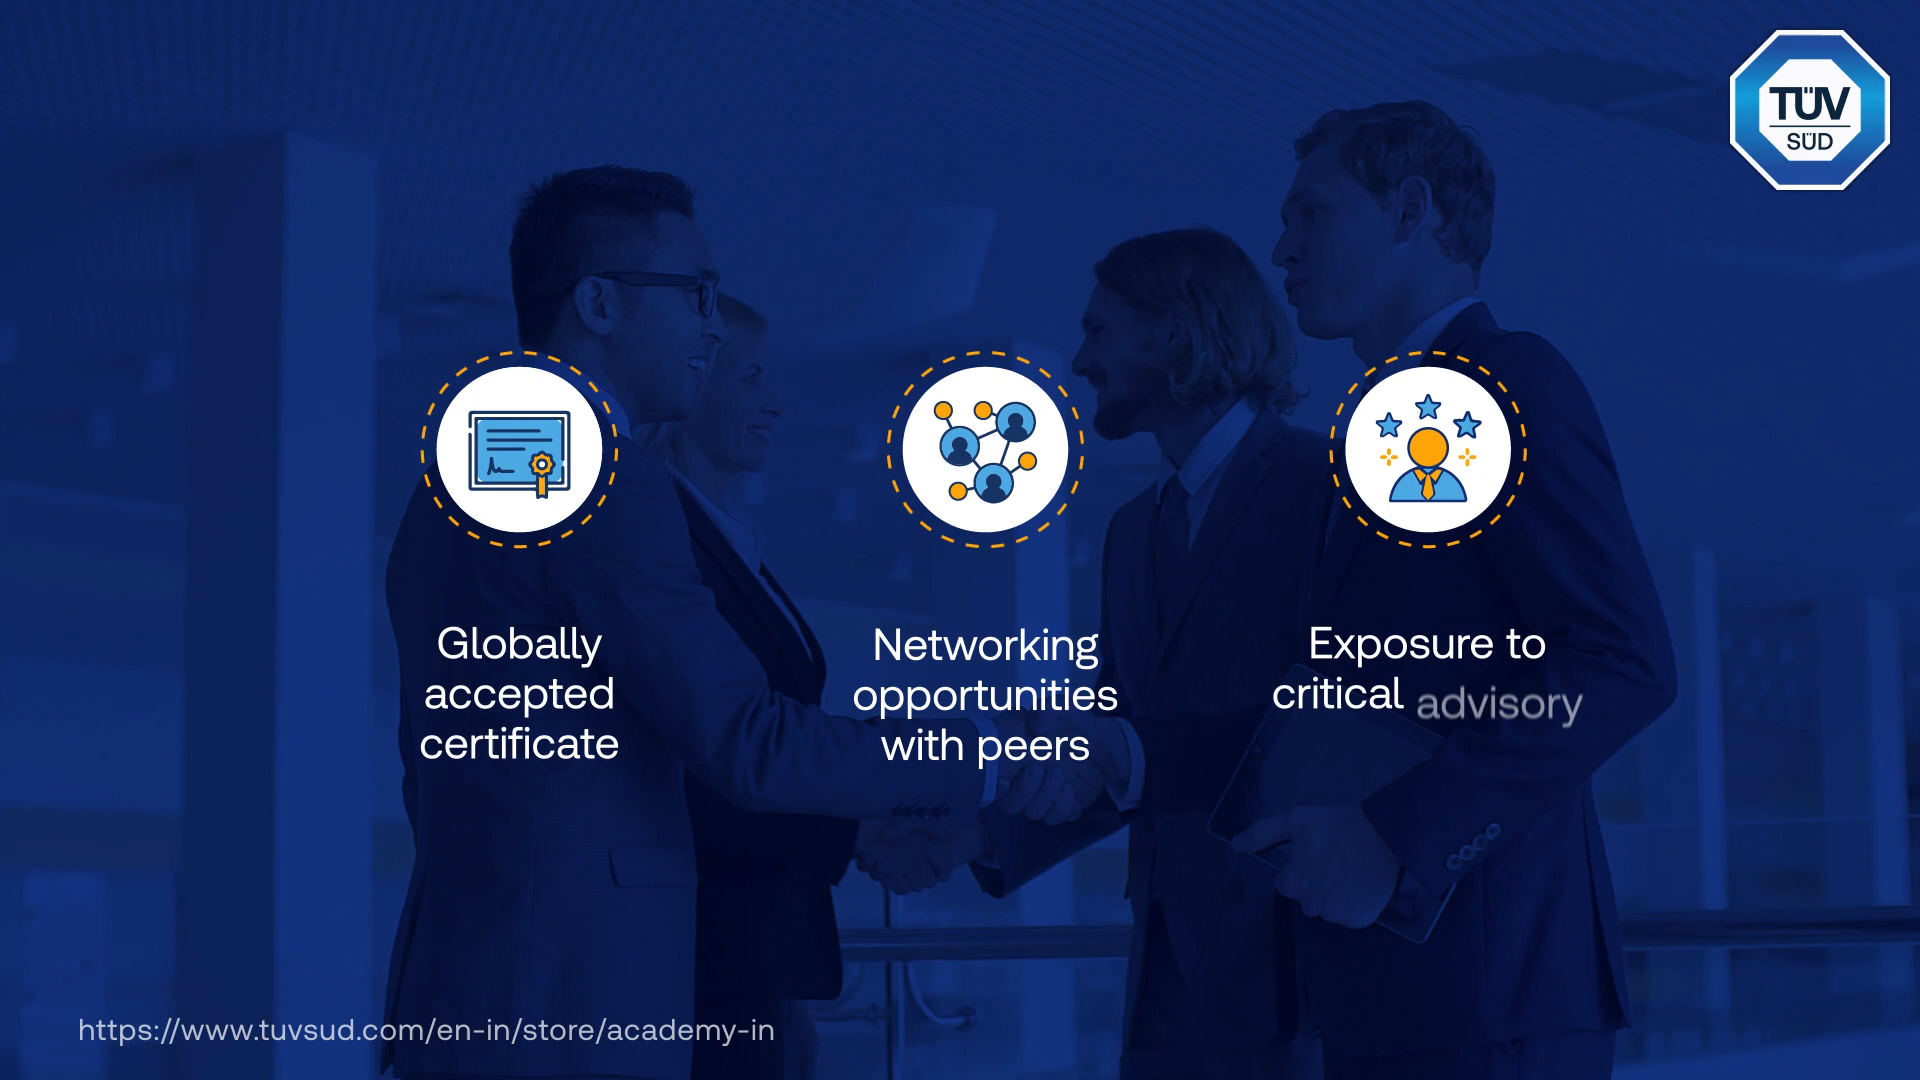 TÜV
SÜD
Globally
accepted
certificate
Networking
opportunities
with peers
Exposure to
critical advisory
https://www.tuvsud.com/en-in/store/academy-in